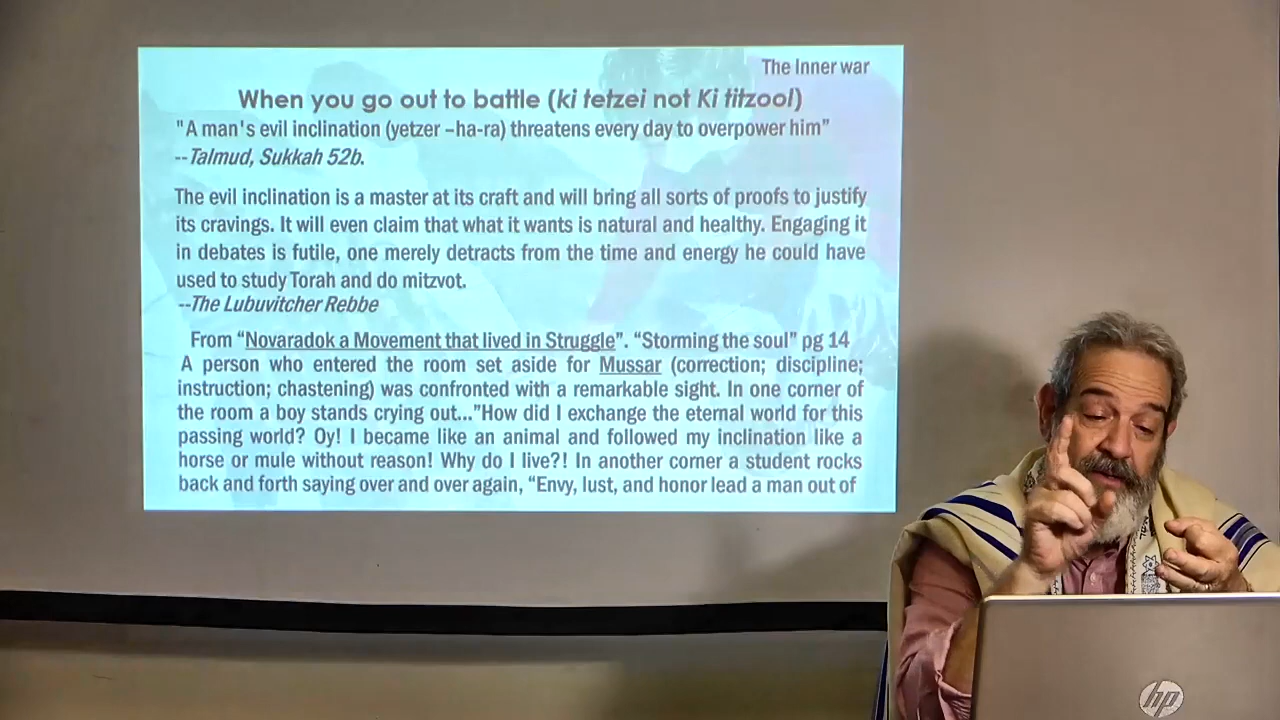 The Inner war
When you go out to battle (ki tetzei not Ki titzool)
"A man's evil inclination (yetzer –ha-ra) threatens every day to overpower him”
--Talmud, Sukkah 52b.
The evil inclination is a master at its craft and will bring all sorts of proofs to justify
its cravings. It will even claim that what it wants is natural and healthy. Engaging it
in debates is futile, one merely detracts from the time and energy he could have
used to study Torah and do mitzvot.
--The Lubuvitcher Rebbe
From “Novaradok a Movement that lived in Struggle”. “Storming the soul” pg 14
A person who entered the room set aside for Mussar (correction; discipline;
instruction; chastening) was confronted with a remarkable sight. In one corner of
the room a boy stands crying out...”How did I exchange the eternal world for this
passing world? Oy! I became like an animal and followed my inclination like a
horse or mule without reason! Why do I live?! In another corner a student rocks
back and forth saying over and over again, “Envy, lust, and honor lead a man out of
hp